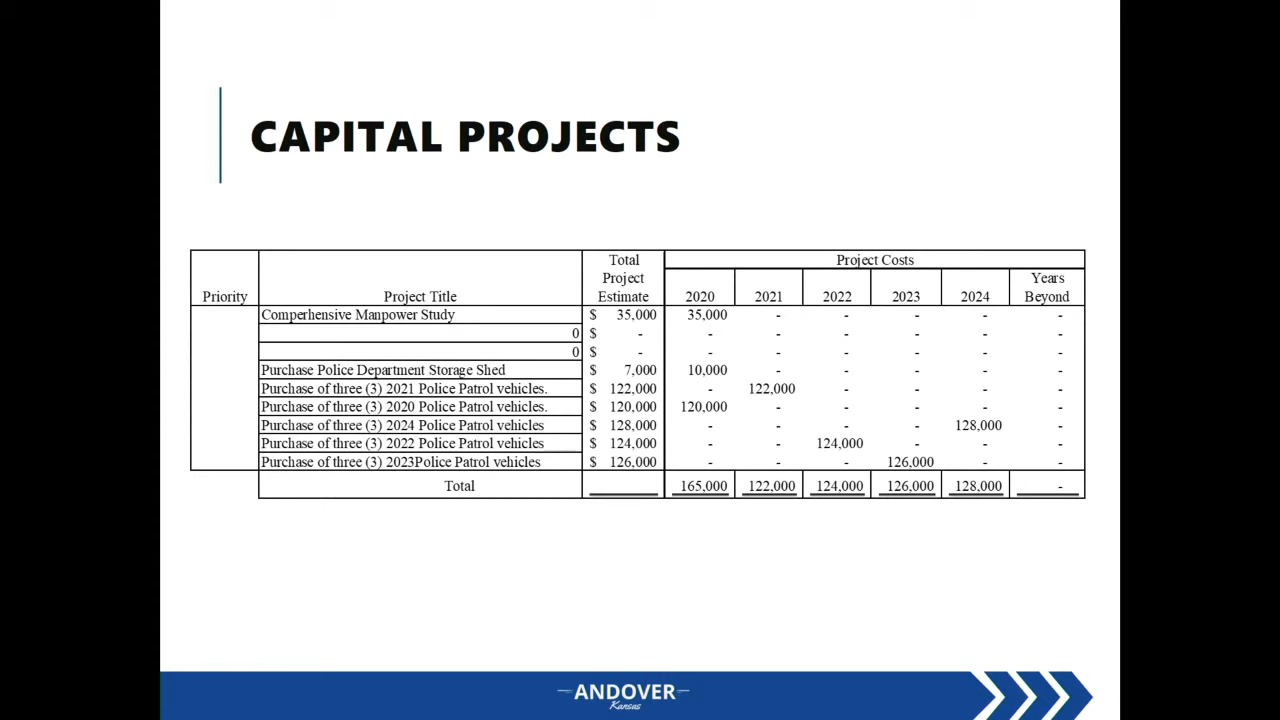 CAPITAL PROJECTS
Total Project Costs
Project Years
Priority Project Title Estimate 2020 2021 2022 2023 2024 Beyond
Comperhensive Manpower Study $ 35,000 35,000 - - - - -
0 $ - - - - - - -
0 $ - - - - - - -
Purchase Police Department Storage Shed $ 7,000 10,000 - - - - -
Purchase of three (3) 2021 Police Patrol vehicles. $ 122,000 - 122,000 - - - -
Purchase of three (3) 2020 Police Patrol vehicles. $ 120,000 120,000 - - - - -
Purchase of three (3) 2024 Police Patrol vehicles $ 128,000 - - - - 128,000 -
Purchase of three (3) 2022 Police Patrol vehicles $ 124,000 - - 124,000 - - -
Purchase of three (3) 2023Police Patrol vehicles $ 126,000 - - - 126,000 - -
Total 165,000 122,000 124,000 126,000 128,000 -
ANDOVER
Kansas